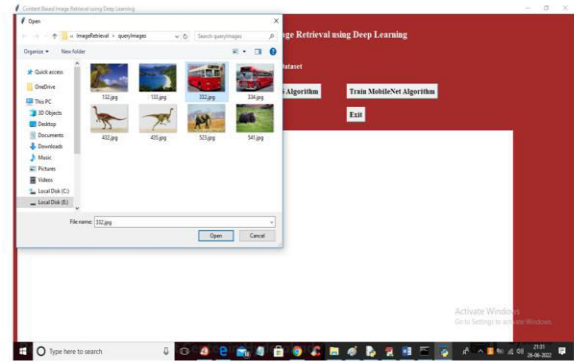 Content Based Image Retrieval using Deep Learning
Open
ImageRetrieval
queryImages
Search queryImages
Organize
New folder
Quick access
OneDrive
This PC
3D Objects
Desktop
Documents
Downloads
Music
Pictures
Videos
Local Disk (C:)
Local Disk (E:)
132.jpg
133.jpg
332.jpg
334.jpg
432.jpg
435.jpg
523.jpg
541.jpg
File name:
332.jpg
Open
Cancel
age Retrieval using Deep Learning
Dataset
Algorithm
Train MobileNet Algorithm
Exit
Activate Windows
Go to Settings to activate Windows.
Type here to search
21:31
26-06-2022